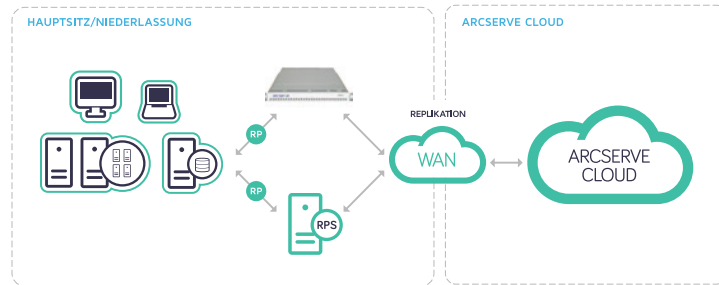 HAUPTSITZ/NIEDERLASSUNG
ARCSERVE CLOUD
REPLIKATION
RP
WAN
ARCSERVE
CLOUD
RP
RPS